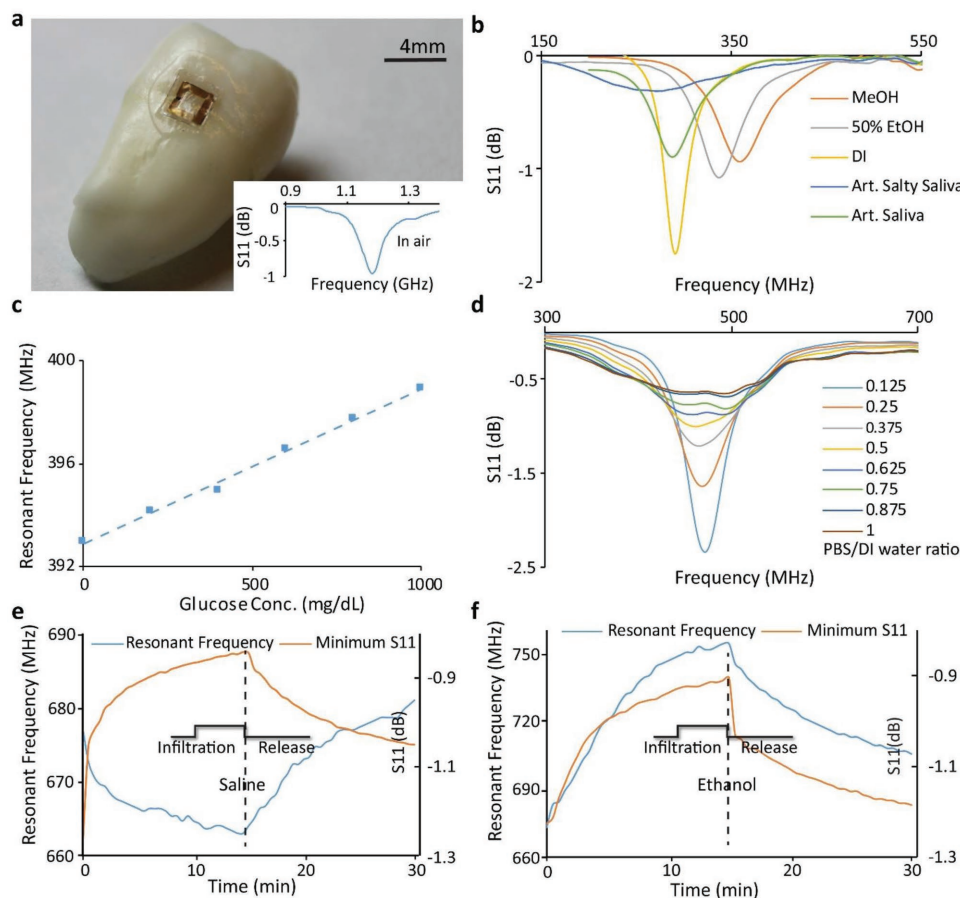 a
4mm
0.9 1.1 1.3
0
-0.5
-1
S11 (dB)
In air
Frequency (GHz)
b
150 350 550
0
-1
-2
S11 (dB)
MeOH
50% EtOH
DI
Art. Salty Saliva
Art. Saliva
Frequency (MHz)
c
400
396
392
Resonant Frequency (MHz)
0 500 1000
Glucose Conc. (mg/dL)
d
300 500 700
-0.5
-1.5
-2.5
S11 (dB)
0.125
0.25
0.375
0.5
0.625
0.75
0.875
1
PBS/DI water ratio
Frequency (MHz)
e
Resonant Frequency Minimum S11
690
680
670
660
Resonant Frequency (MHz)
-0.9
-1.1
-1.3
S11 (dB)
Infiltration Release
Saline
0 10 20 30
Time (min)
f
Resonant Frequency Minimum S11
750
720
690
660
Resonant Frequency (MHz)
-0.9
-1.1
-1.3
S11 (dB)
Infiltration Release
Ethanol
0 10 20 30
Time (min)